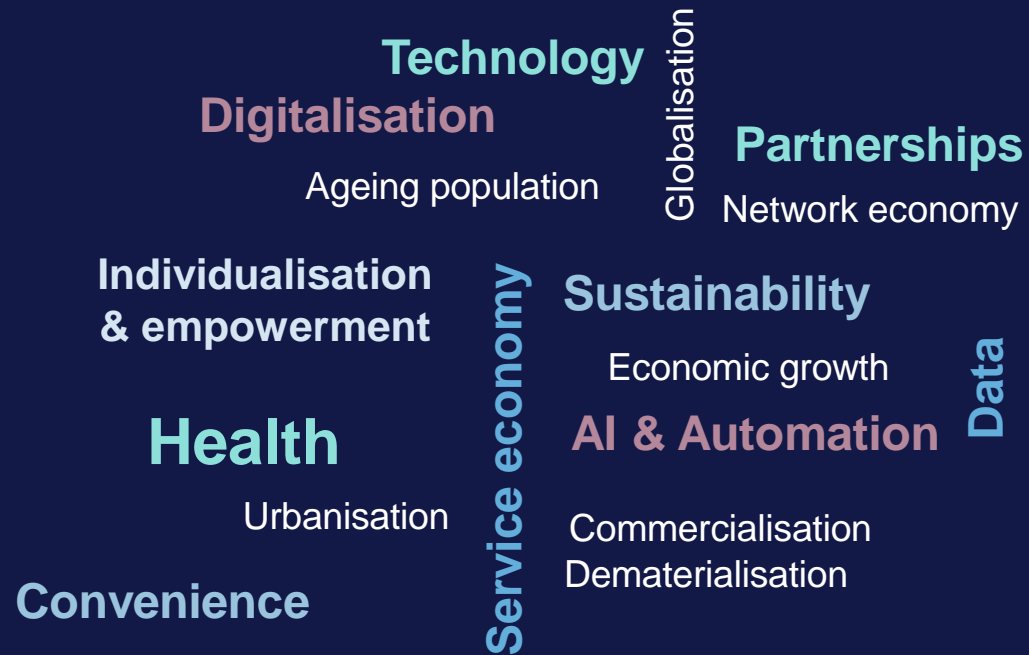 Technology
Globalisation
Digitalisation
Partnerships
Ageing population
Network economy
Individualisation
& empowerment
Service economy
Sustainability
Economic growth
Data
Health
AI & Automation
Urbanisation
Commercialisation
Dematerialisation
Convenience